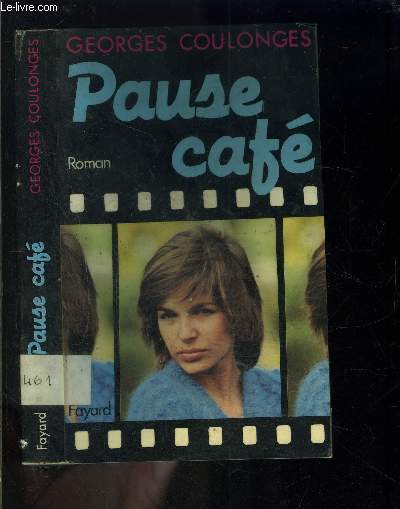 Le-livre.com
GEORGES COULONGES
Pause
café
Roman
Fayard
GEORGES COULONGES
Pause café
461
Fayard